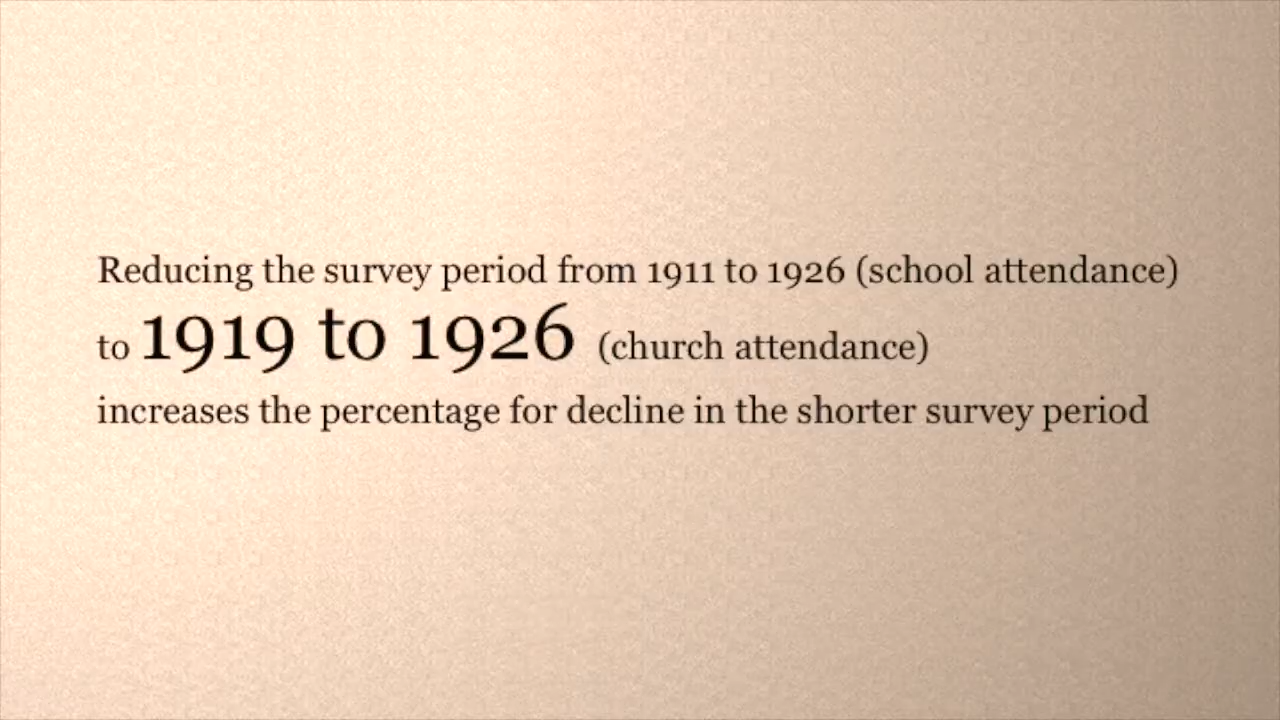 Reducing the survey period from 1911 to 1926 (school attendance)
to 1919 to 1926 (church attendance)
increases the percentage for decline in the shorter survey period